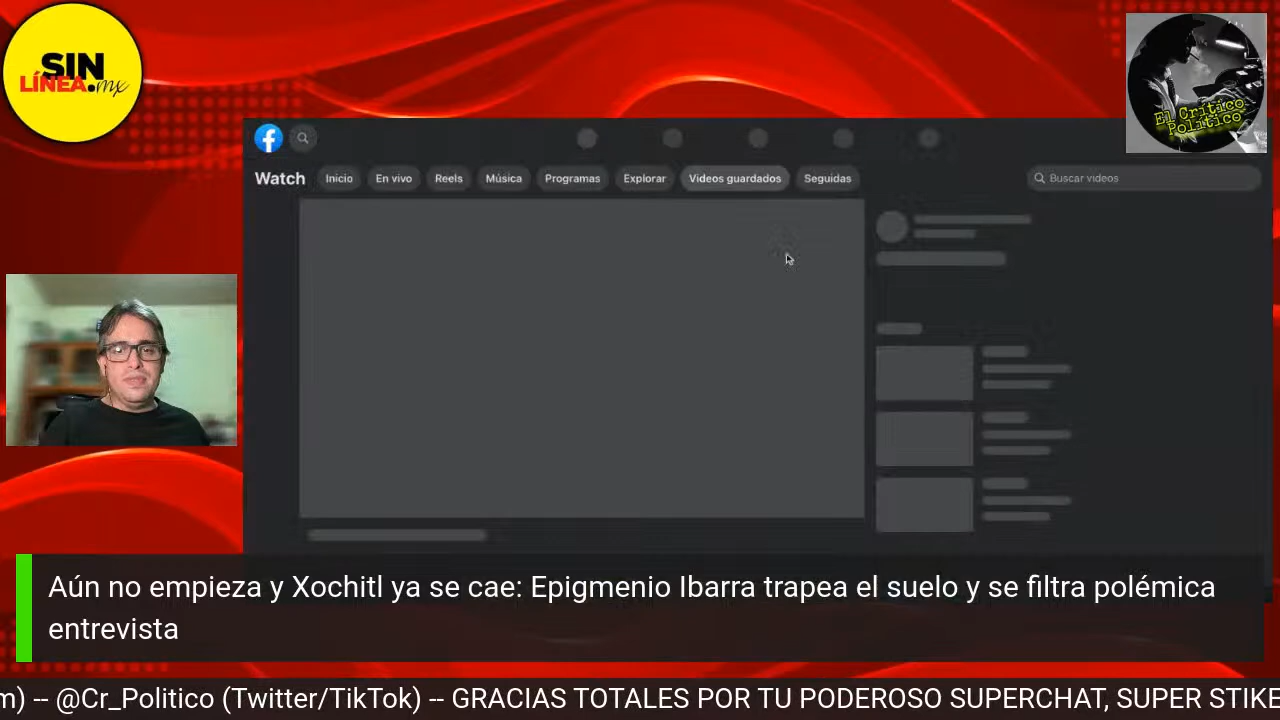 SIN
LÍNEA.mx
El Crítico
Político
Watch
Inicio
En vivo
Reels
Música
Programas
Explorar
Videos guardados
Seguidas
Buscar videos
Aún no empieza y Xochitl ya se cae: Epigmenio Ibarra trapea el suelo y se filtra polémica
entrevista
m) -- @Cr_Politico (Twitter/TikTok) -- GRACIAS TOTALES POR TU PODEROSO SUPERCHAT, SUPER STIKE